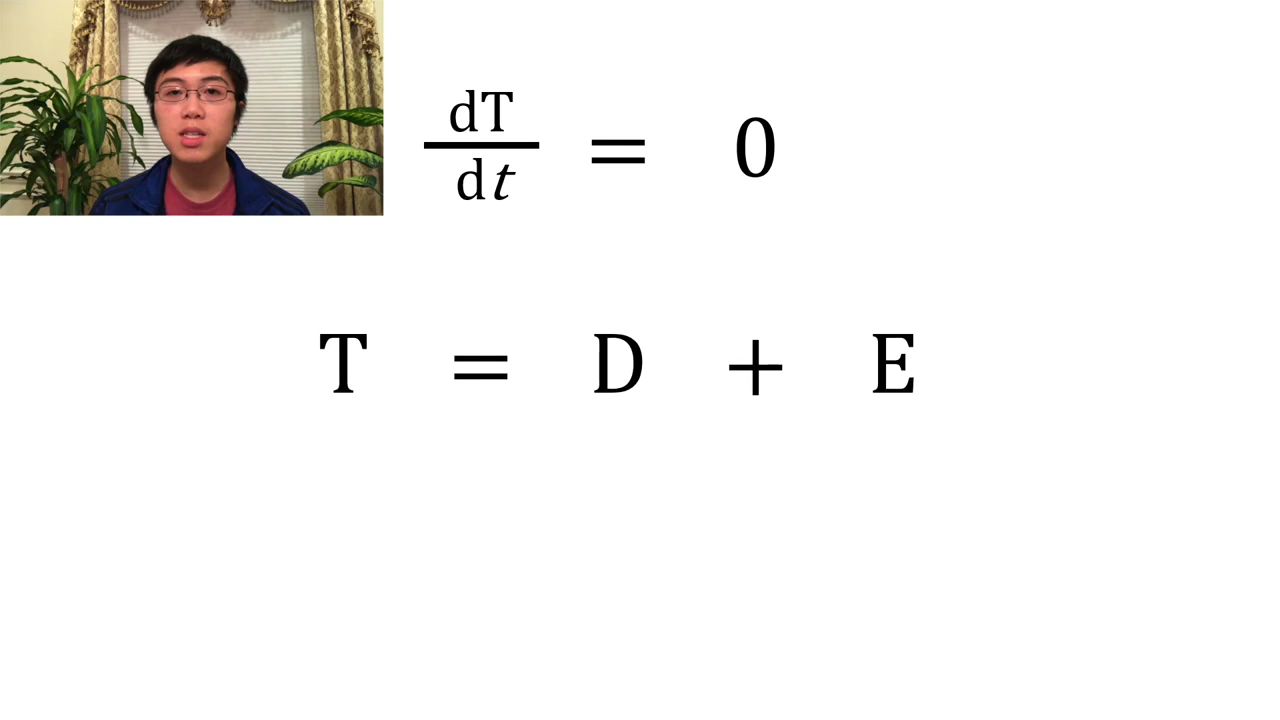 dT/dt = 0
T = D + E